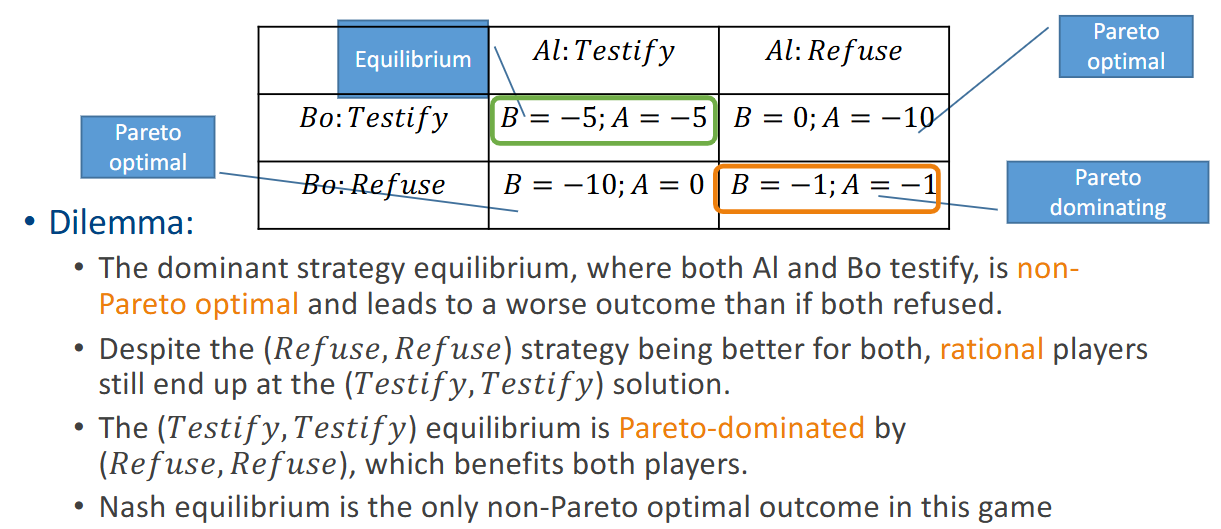 Equilibrium
Al: Testify
Al: Refuse
Pareto
optimal
Bo: Testify
B = −5; A = −5
B = 0; A = −10
Pareto
optimal
Bo: Refuse
B = −10; A = 0
B = −1; A = −1
Pareto
dominating
• Dilemma:
• The dominant strategy equilibrium, where both Al and Bo testify, is non-
Pareto optimal and leads to a worse outcome than if both refused.
• Despite the (Refuse, Refuse) strategy being better for both, rational players
still end up at the (Testify, Testify) solution.
• The (Testify, Testify) equilibrium is Pareto-dominated by
(Refuse, Refuse), which benefits both players.
• Nash equilibrium is the only non-Pareto optimal outcome in this game